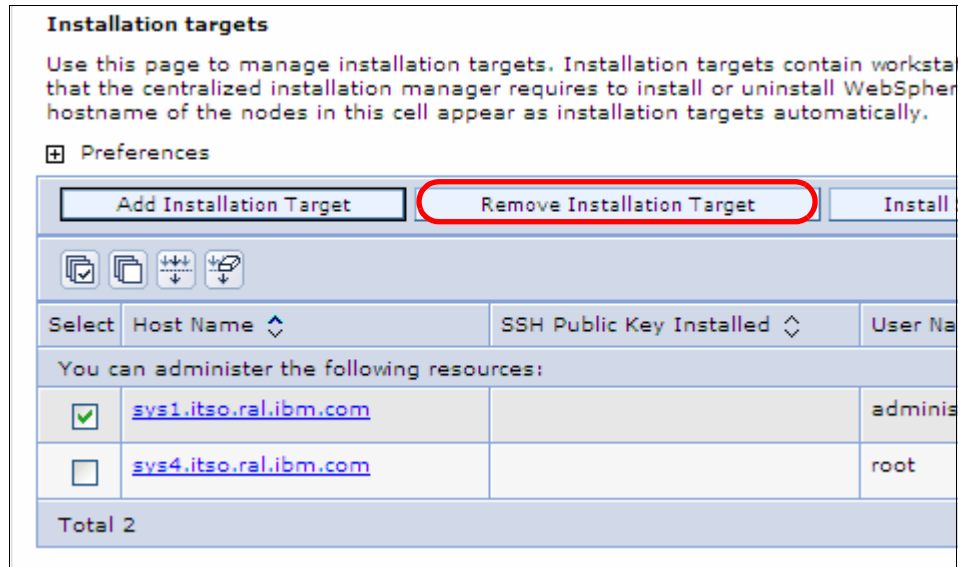 Installation targets
Use this page to manage installation targets. Installation targets contain
that the centralized installation manager requires to install or uninstall
hostname of the nodes in this cell appear as installation targets automatically.
Preferences
Add Installation Target Remove Installation Target Install
Select Host Name SSH Public Key Installed User Na
You can administer the following resources:
sys1.itso.ral.ibm.com adminis
sys4.itso.ral.ibm.com root
Total 2